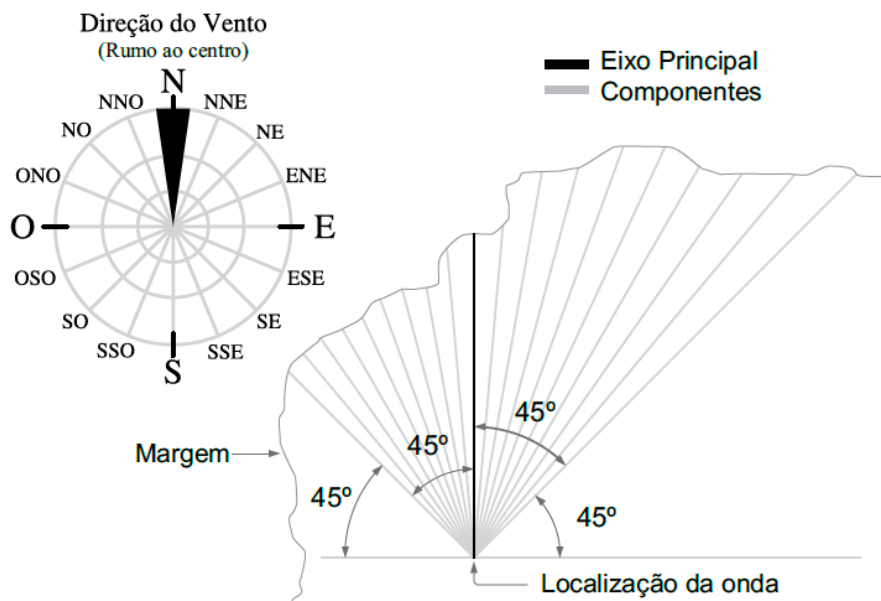 Direção do Vento
(Rumo ao centro)
N
NNO
NNE
NO
NE
ONO
ENE
O
E
OSO
ESE
SO
SE
SSO
SSE
S
Eixo Principal
Componentes
Margem
45º
45º
45º
45º
Localização da onda